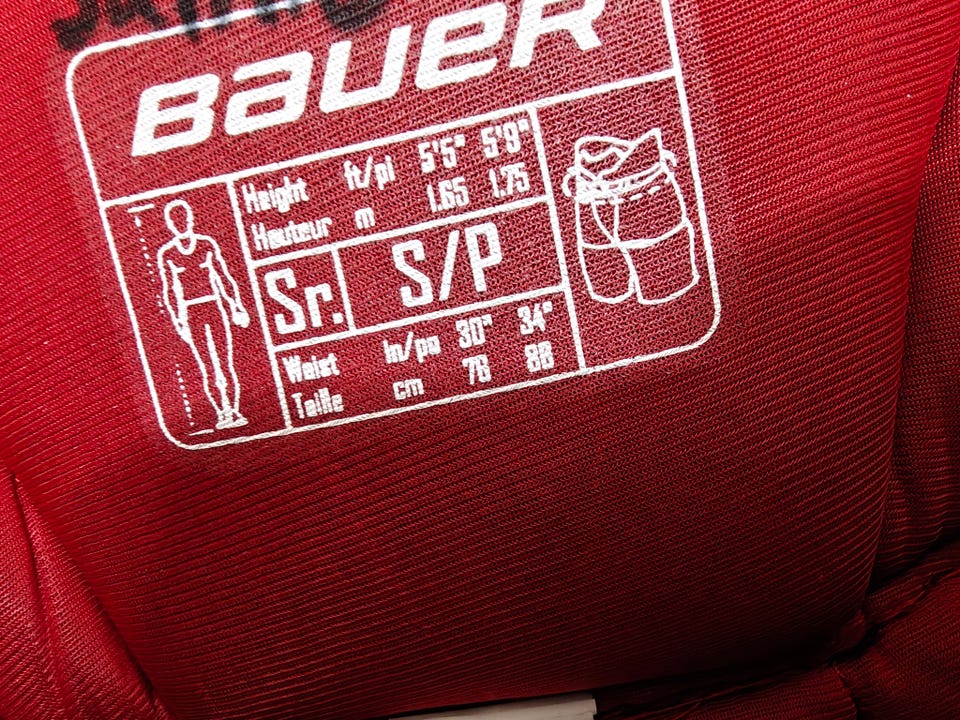 BAUER
Height ft/pi 5'5" 5'9"
Hauteur m 1.65 1.75
Sr. S/P
Waist in/po 30" 34"
Taille cm 76 86